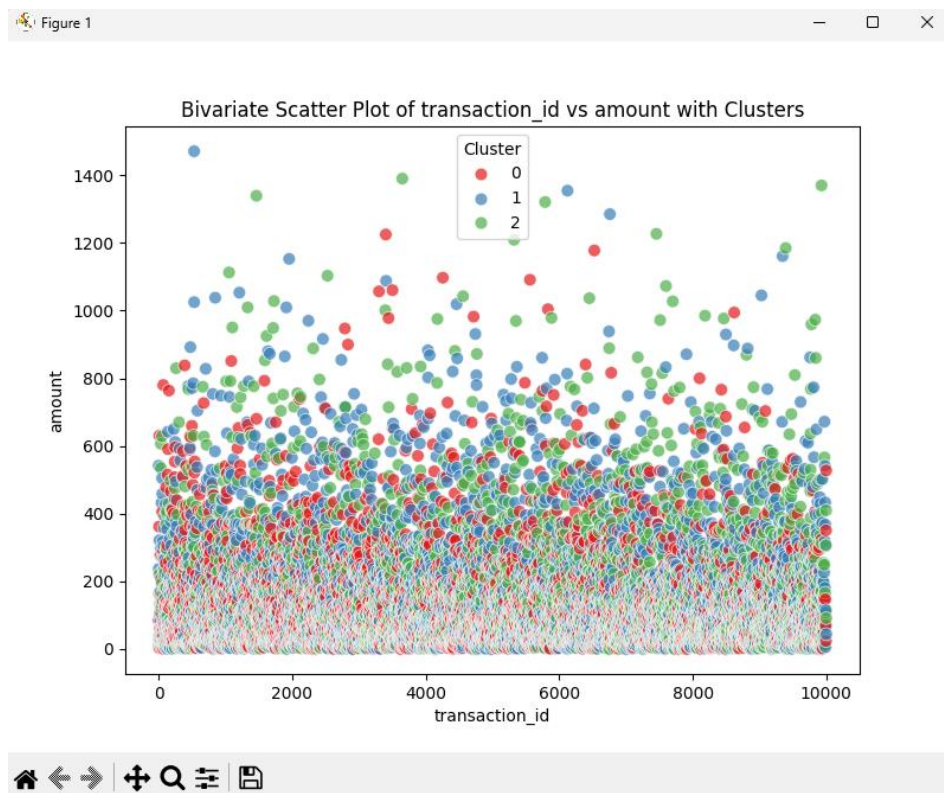 Figure 1
Bivariate Scatter Plot of transaction_id vs amount with Clusters
Cluster
0
1
2
1400
1200
1000
800
600
400
200
0
amount
0 2000 4000 6000 8000 10000
transaction_id